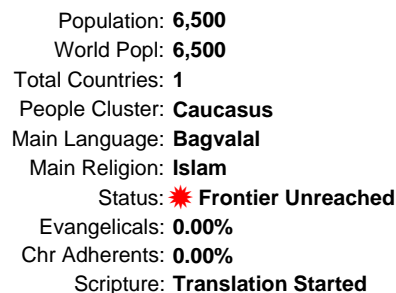 Population: 6,500
World Popl: 6,500
Total Countries: 1
People Cluster: Caucasus
Main Language: Bagvalal
Main Religion: Islam
Status: Frontier Unreached
Evangelicals: 0.00%
Chr Adherents: 0.00%
Scripture: Translation Started